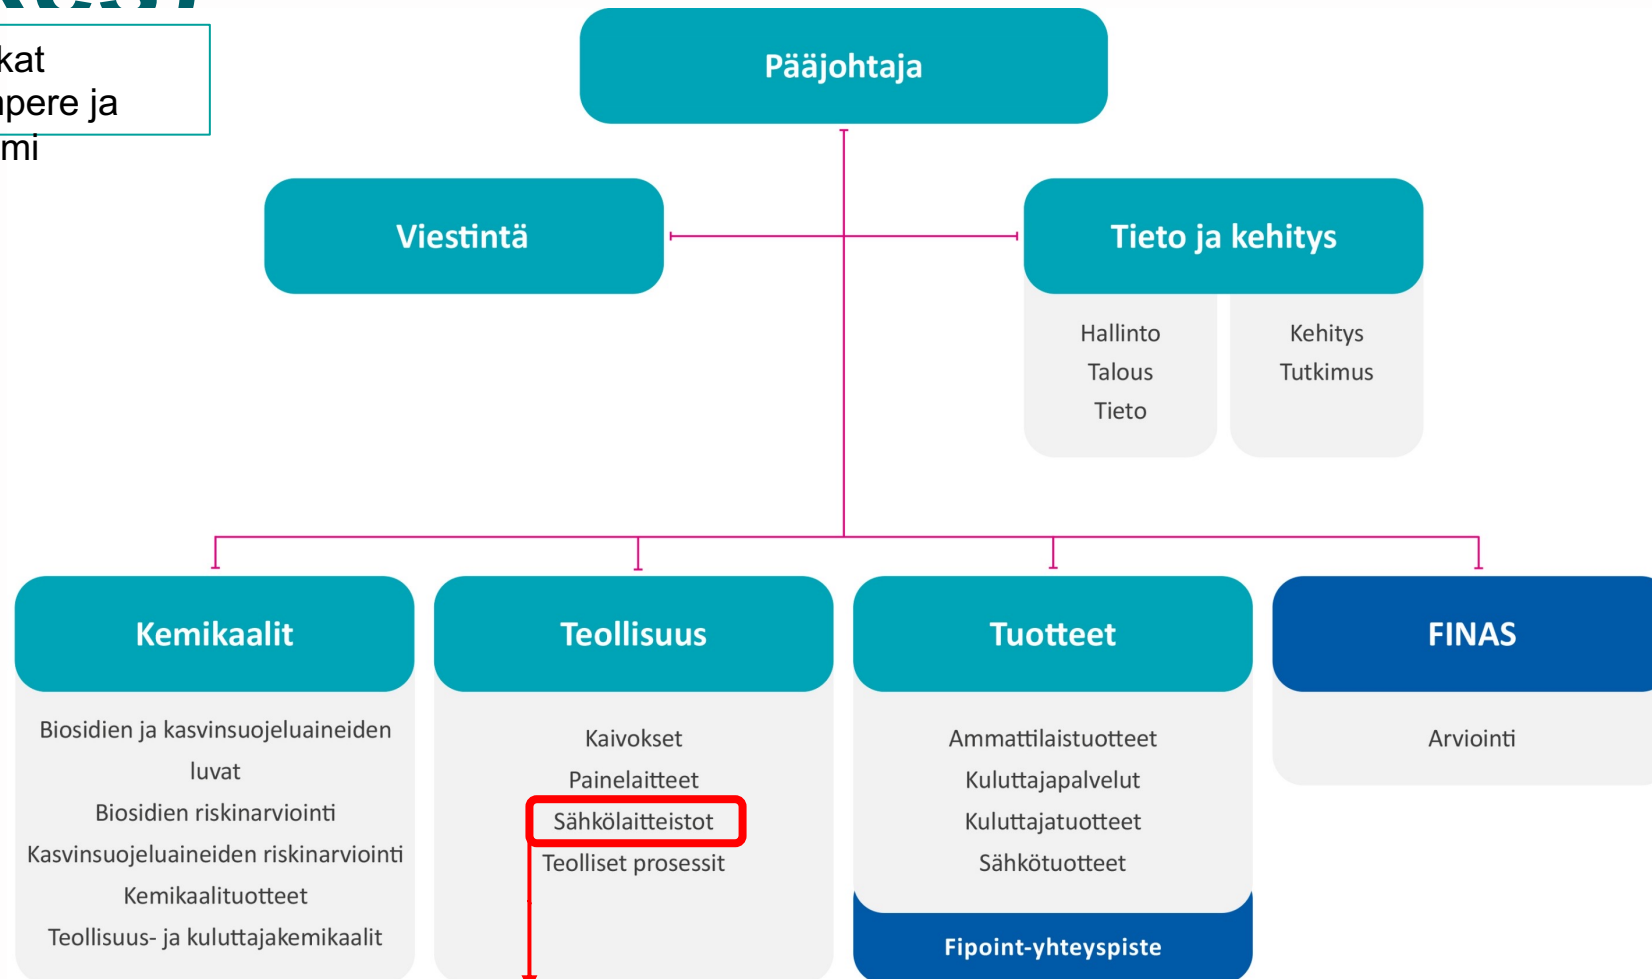 kat
pere ja
mi
Pääjohtaja
Viestintä
Tieto ja kehitys
Hallinto
Talous
Tieto
Kehitys
Tutkimus
Kemikaalit
Biosidien ja kasvinsuojeluaineiden
luvat
Biosidien riskinarviointi
Kasvinsuojeluaineiden riskinarviointi
Kemikaalituotteet
Teollisuus- ja kuluttajakemikaalit
Teollisuus
Kaivokset
Painelaitteet
Sähkölaitteistot
Teolliset prosessit
Tuotteet
Ammattilaistuotteet
Kuluttajapalvelut
Kuluttajatuotteet
Sähkötuotteet
Fipoint-yhteyspiste
FINAS
Arviointi